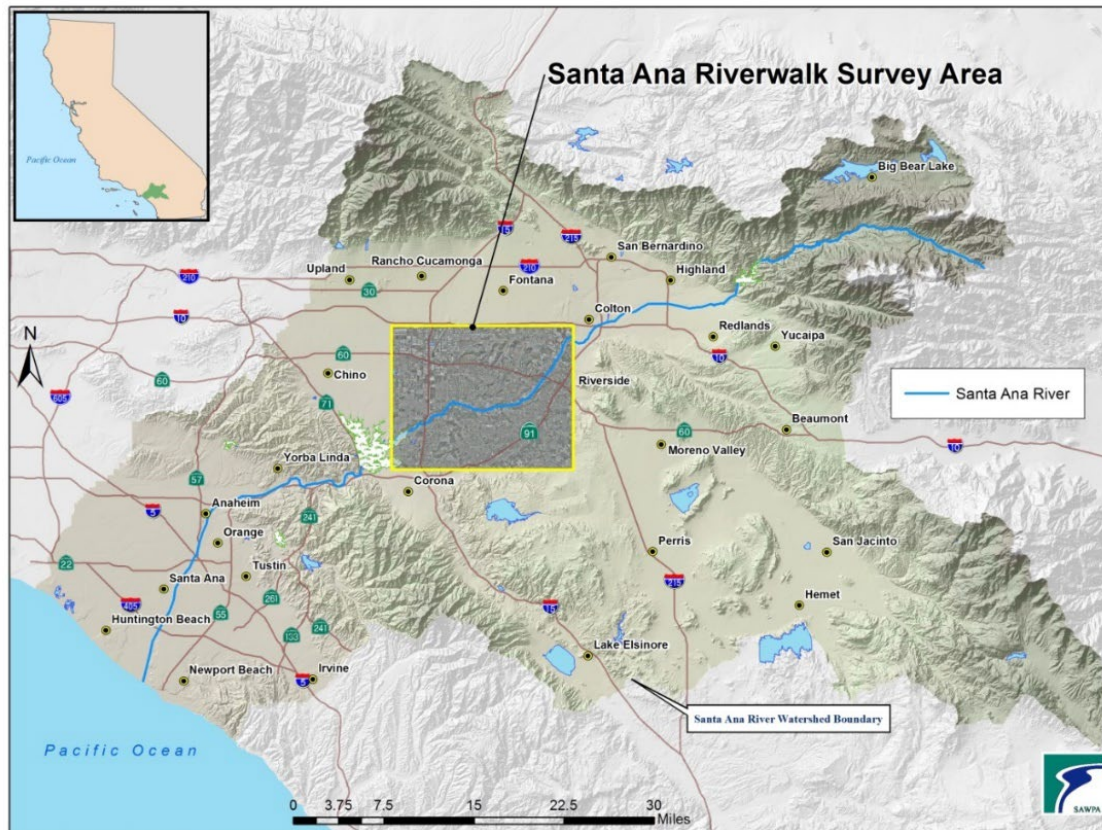 Santa Ana Riverwalk Survey Area
Pacific Ocean
Big Bear Lake
15
215
San Bernardino
Rancho Cucamonga
210
Upland
210
Highland
Fontana
30
Colton
10
Redlands
Yucaipa
N
60
10
60
Chino
Riverside
605
Santa Ana River
71
91
Beaumont
60
10
Moreno Valley
Yorba Linda
57
Corona
Anaheim
5
241
Orange
Perris
San Jacinto
22
Tustin
215
Santa Ana
261
405
55
15
Hemet
Huntington Beach
133
241
Lake Elsinore
Newport Beach
5
Irvine
Santa Ana River Watershed Boundary
Pacific Ocean
0 3.75 7.5 15 22.5 30
Miles
SAWPA